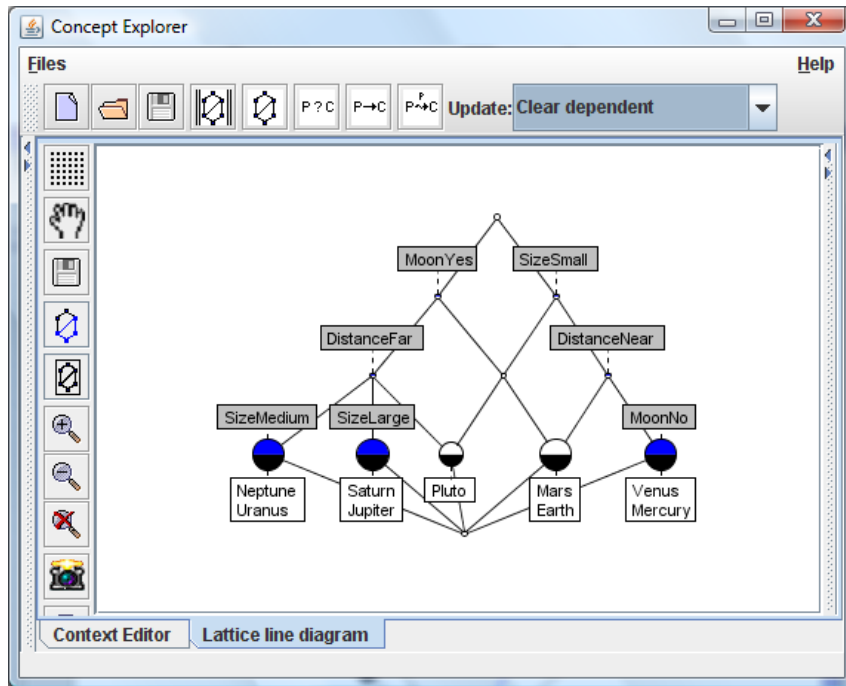 Concept Explorer
Files
Help
P?C
P→C
P
P⤳C
Update:
Clear dependent
MoonYes
SizeSmall
DistanceFar
DistanceNear
SizeMedium
SizeLarge
MoonNo
Neptune
Uranus
Saturn
Jupiter
Pluto
Mars
Earth
Venus
Mercury
Context Editor
Lattice line diagram